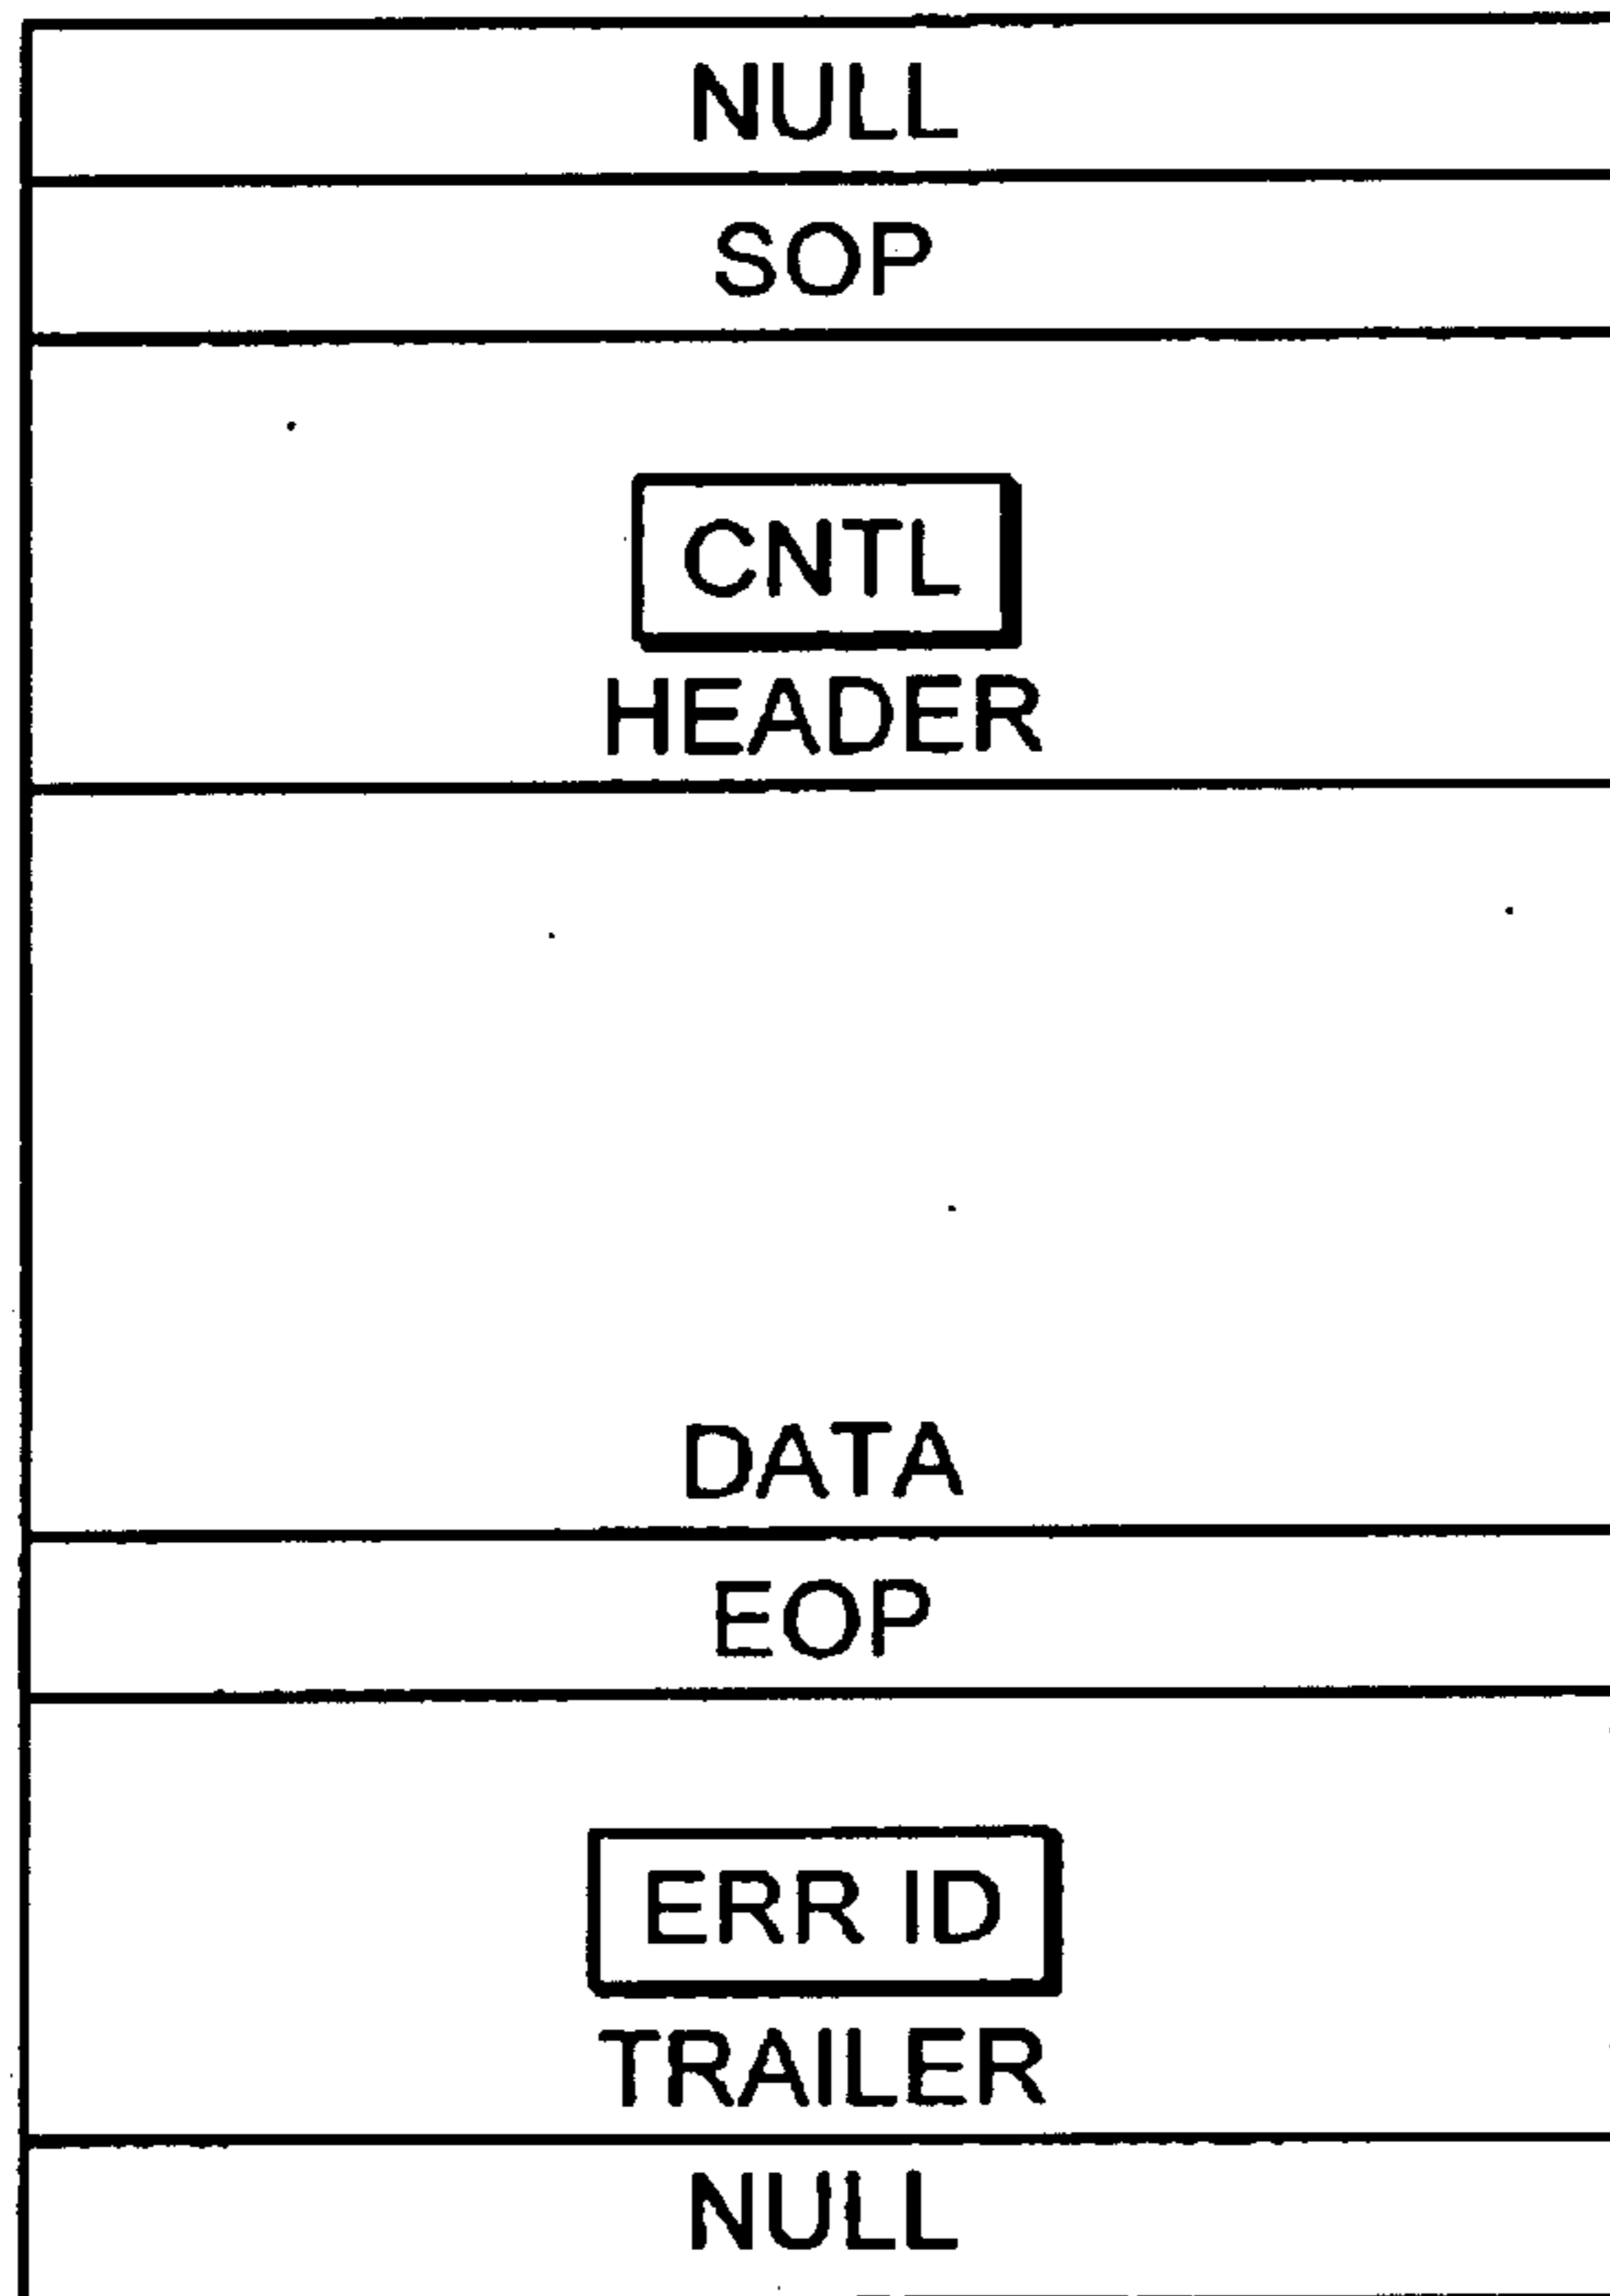 NULL
SOP
CNTL
HEADER
DATA
EOP
ERR ID
TRAILER
NULL